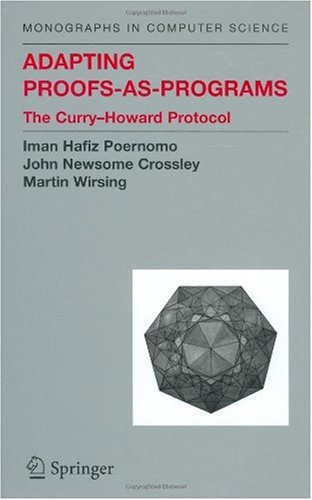 MONOGRAPHS IN COMPUTER SCIENCE
ADAPTING
PROOFS-AS-PROGRAMS
The Curry–Howard Protocol
Iman Hafiz Poernomo
John Newsome Crossley
Martin Wirsing
Springer